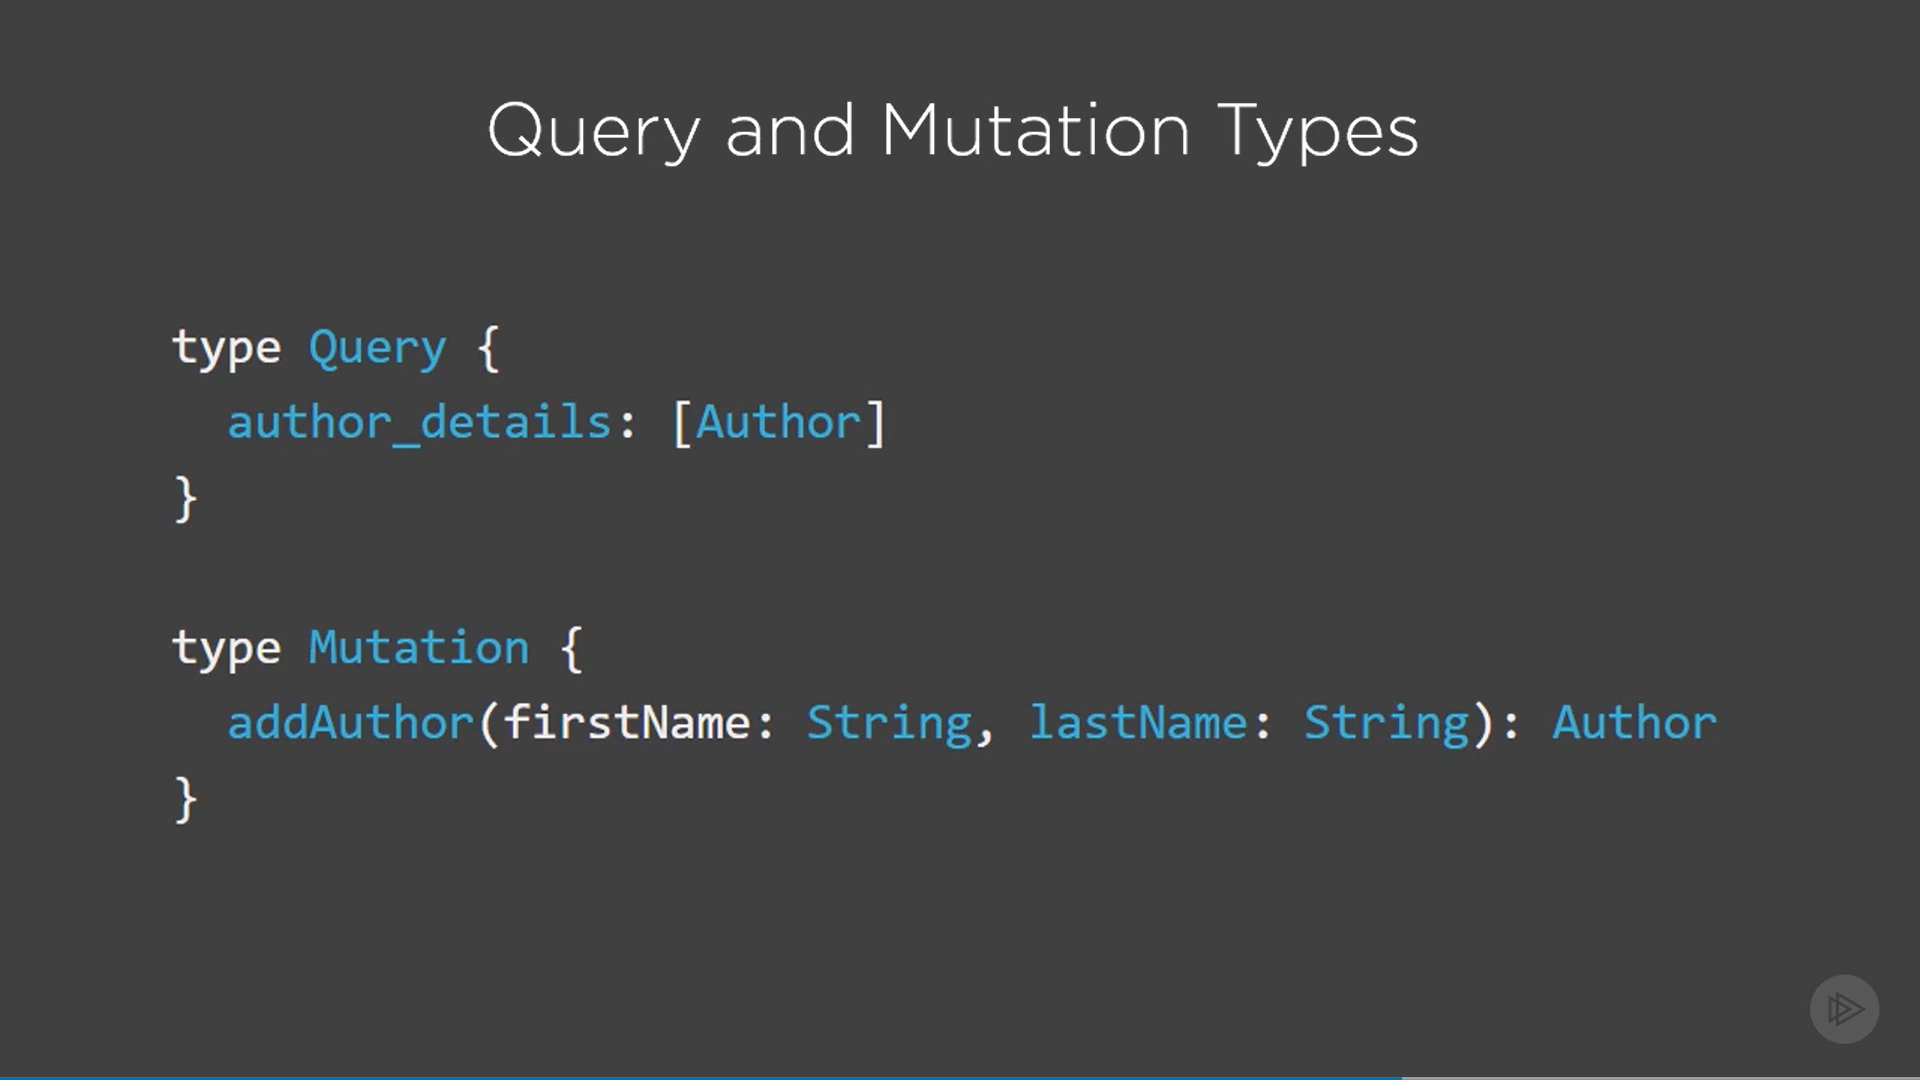 Query and Mutation Types
type Query {
  author_details: [Author]
}
type Mutation {
  addAuthor(firstName: String, lastName: String): Author
}